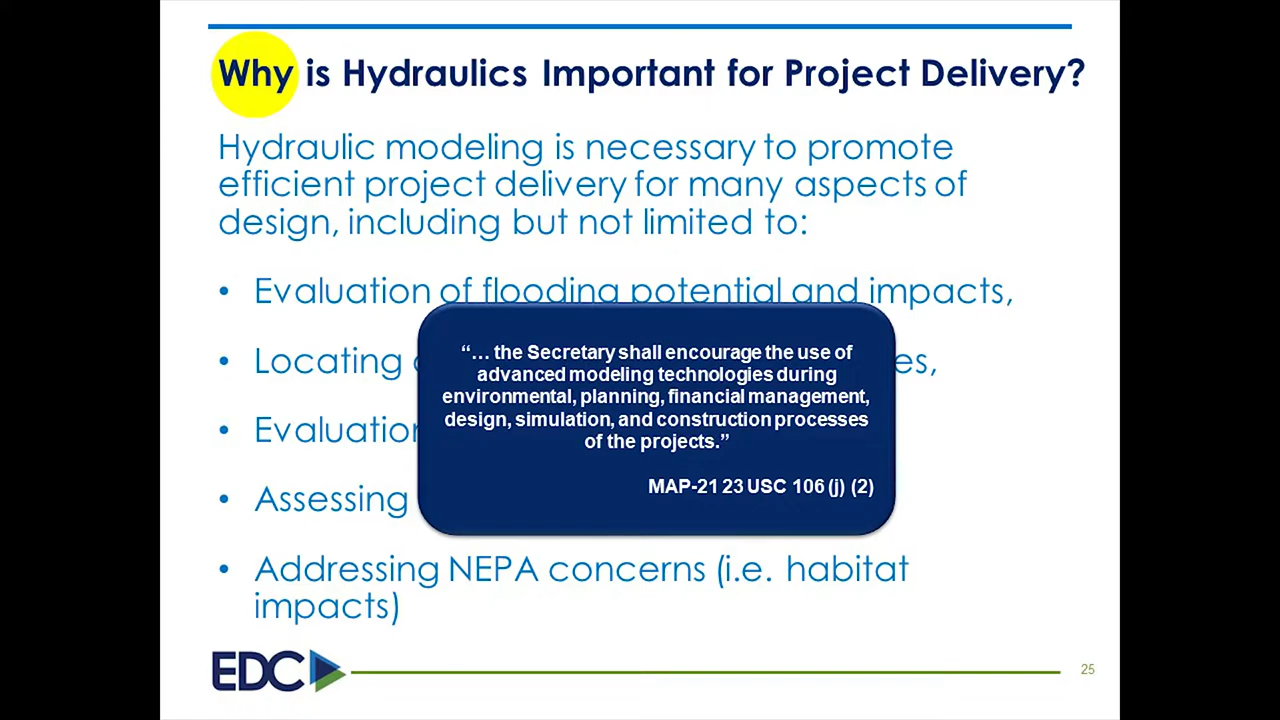 Why is Hydraulics Important for Project Delivery?
Hydraulic modeling is necessary to promote
efficient project delivery for many aspects of
design, including but not limited to:
• Evaluation of flooding potential and impacts,
• Locating
• Evaluation
• Assessing
• Addressing NEPA concerns (i.e. habitat
impacts)
“… the Secretary shall encourage the use of
advanced modeling technologies during
environmental, planning, financial management,
design, simulation, and construction processes
of the projects.”
MAP-21 23 USC 106 (j) (2)
EDC
25